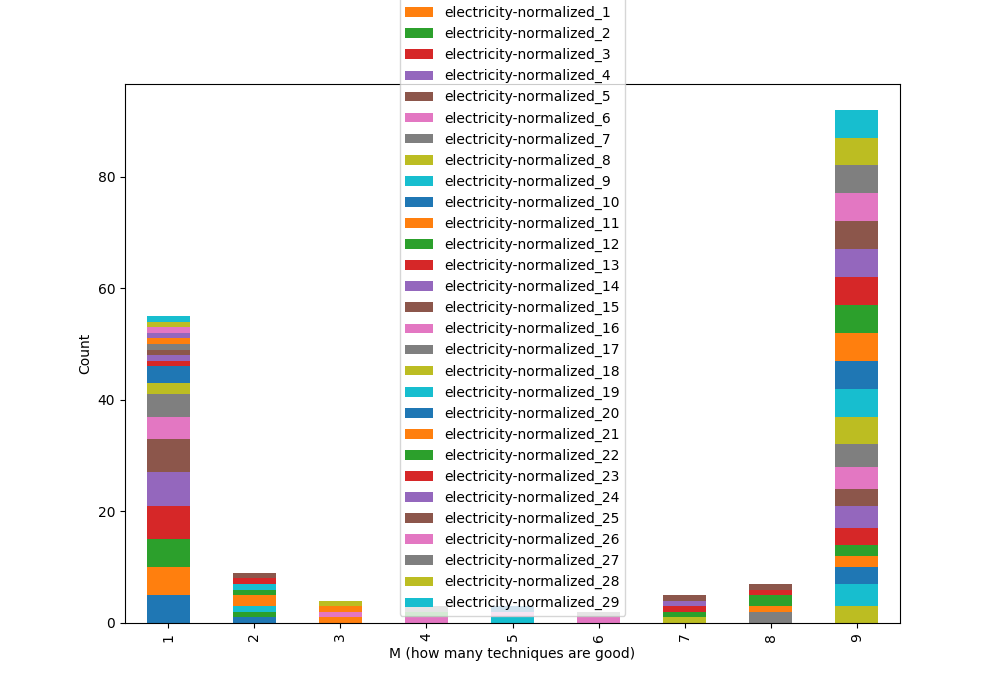 electricity-normalized_1
electricity-normalized_2
electricity-normalized_3
electricity-normalized_4
electricity-normalized_5
electricity-normalized_6
electricity-normalized_7
electricity-normalized_8
electricity-normalized_9
electricity-normalized_10
electricity-normalized_11
electricity-normalized_12
electricity-normalized_13
electricity-normalized_14
electricity-normalized_15
electricity-normalized_16
electricity-normalized_17
electricity-normalized_18
electricity-normalized_19
electricity-normalized_20
electricity-normalized_21
electricity-normalized_22
electricity-normalized_23
electricity-normalized_24
electricity-normalized_25
electricity-normalized_26
electricity-normalized_27
electricity-normalized_28
electricity-normalized_29
80
60
40
20
0
Count
1 2 3 4 5 6 7 8 9
M (how many techniques are good)